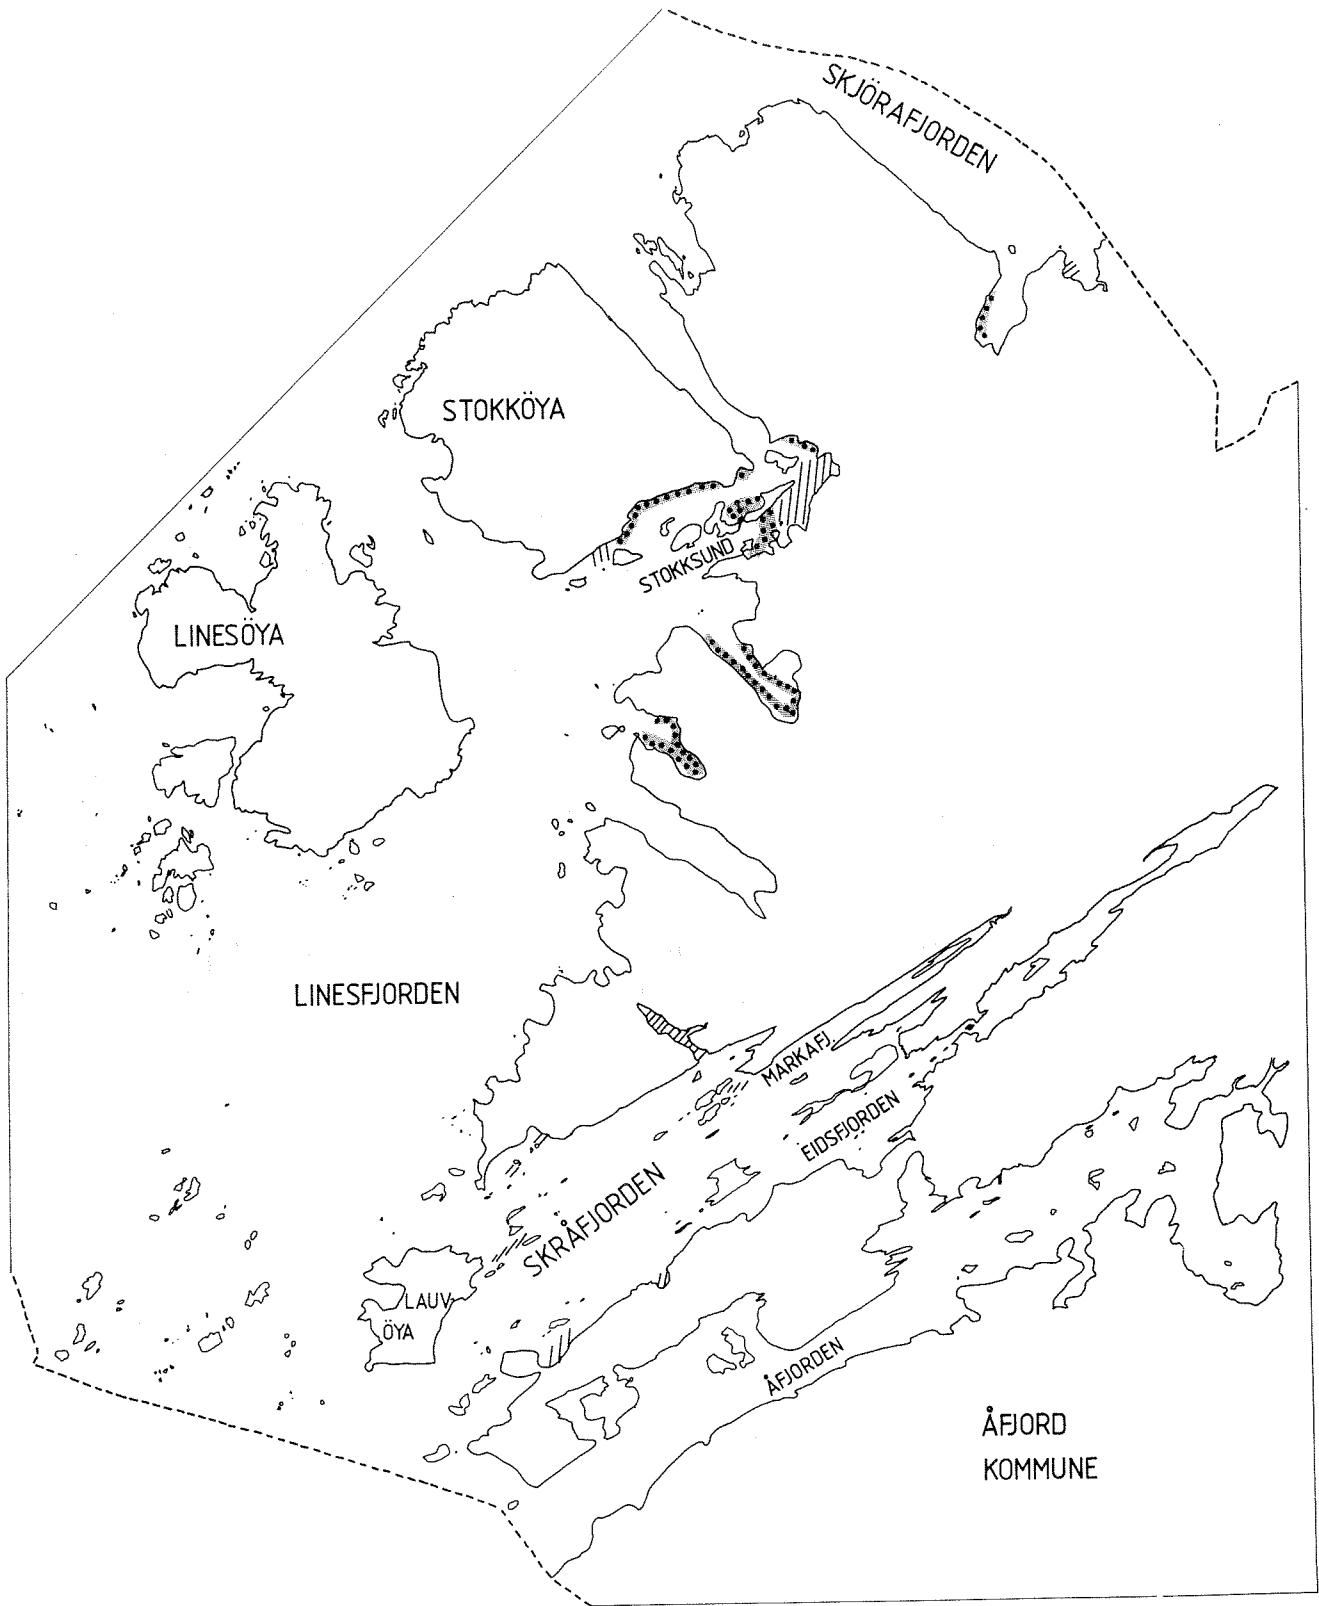 SKJÖRAFJORDEN
STOKKÖYA
STOKKSUND
LINESÖYA
LINESFJORDEN
MARKAFJ.
EIDSFJORDEN
SKRÅFJORDEN
LAUV
ÖYA
ÅFJORDEN
ÅFJORD
KOMMUNE